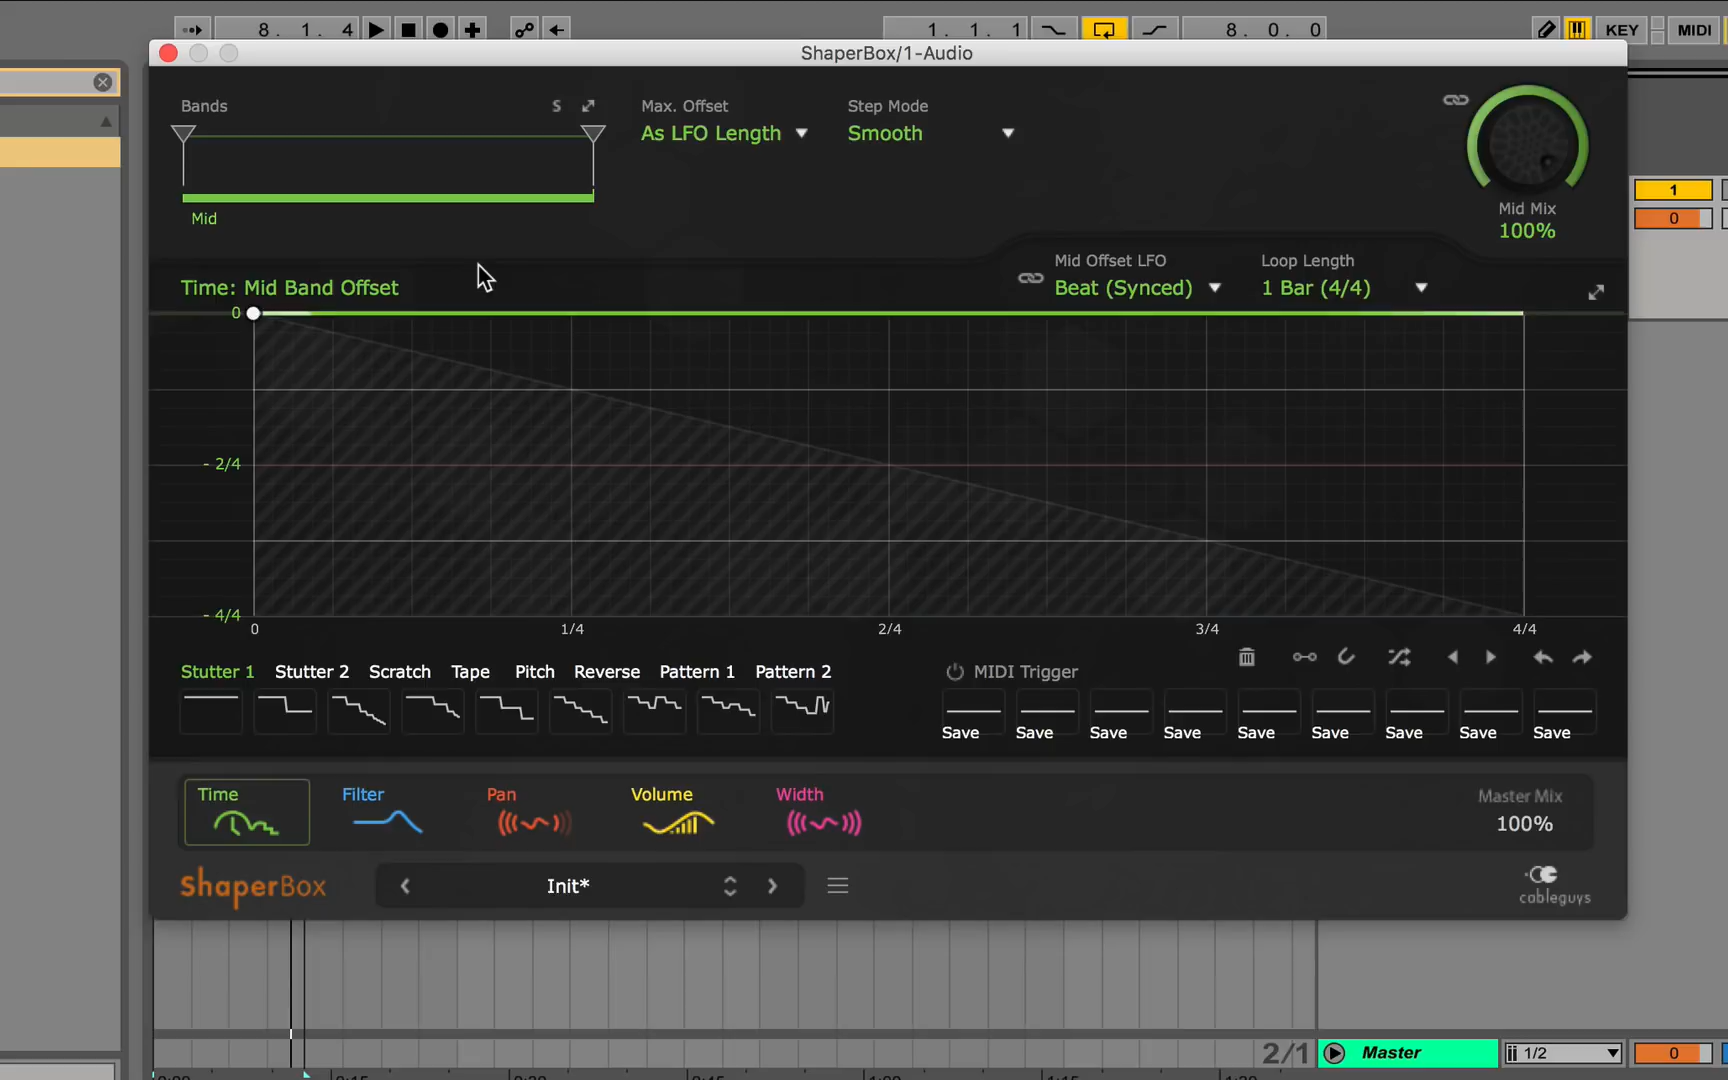 8. 1. 4
1. 1. 1
8. 0. 0
KEY
MIDI
ShaperBox/1-Audio
Bands
S
Max. Offset
Step Mode
As LFO Length
Smooth
Mid
Mid Mix
100%
1
0
Mid Offset LFO
Loop Length
Time: Mid Band Offset
Beat (Synced)
1 Bar (4/4)
0
- 2/4
- 4/4
0 1/4 2/4 3/4 4/4
Stutter 1 Stutter 2 Scratch Tape Pitch Reverse Pattern 1 Pattern 2
MIDI Trigger
Save Save Save Save Save Save Save Save Save
Time Filter Pan Volume Width
Master Mix
100%
ShaperBox
Init*
cableguys
2/1
Master
1/2
0